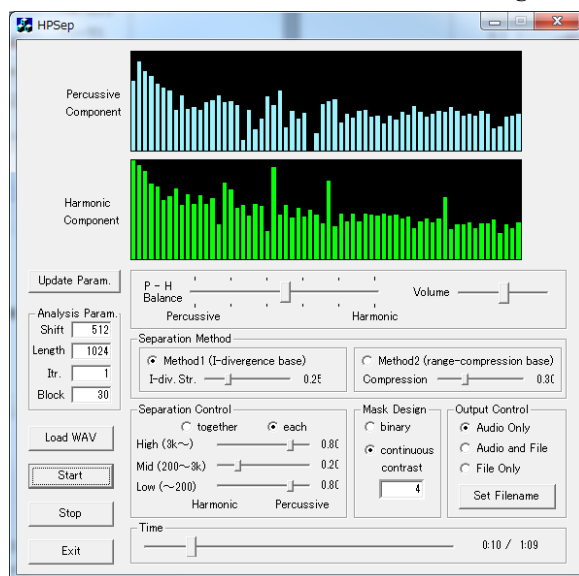 HPSep
Percussive
Component
Harmonic
Component
Update Param.
P - H
Balance
Volume
Percussive
Harmonic
Analysis Param.
Shift 512
Length 1024
Itr. 1
Block 30
Separation Method
Method1 (I-divergence base)
I-div. Str. 0.25
Method2 (range-compression base)
Compression 0.30
Separation Control
together each
High (3k～) 0.80
Mid (200～3k) 0.20
Low (～200) 0.80
Harmonic Percussive
Mask Design
binary
continuous
contrast
4
Output Control
Audio Only
Audio and File
File Only
Set Filename
Load WAV
Start
Stop
Exit
Time
0:10 / 1:09